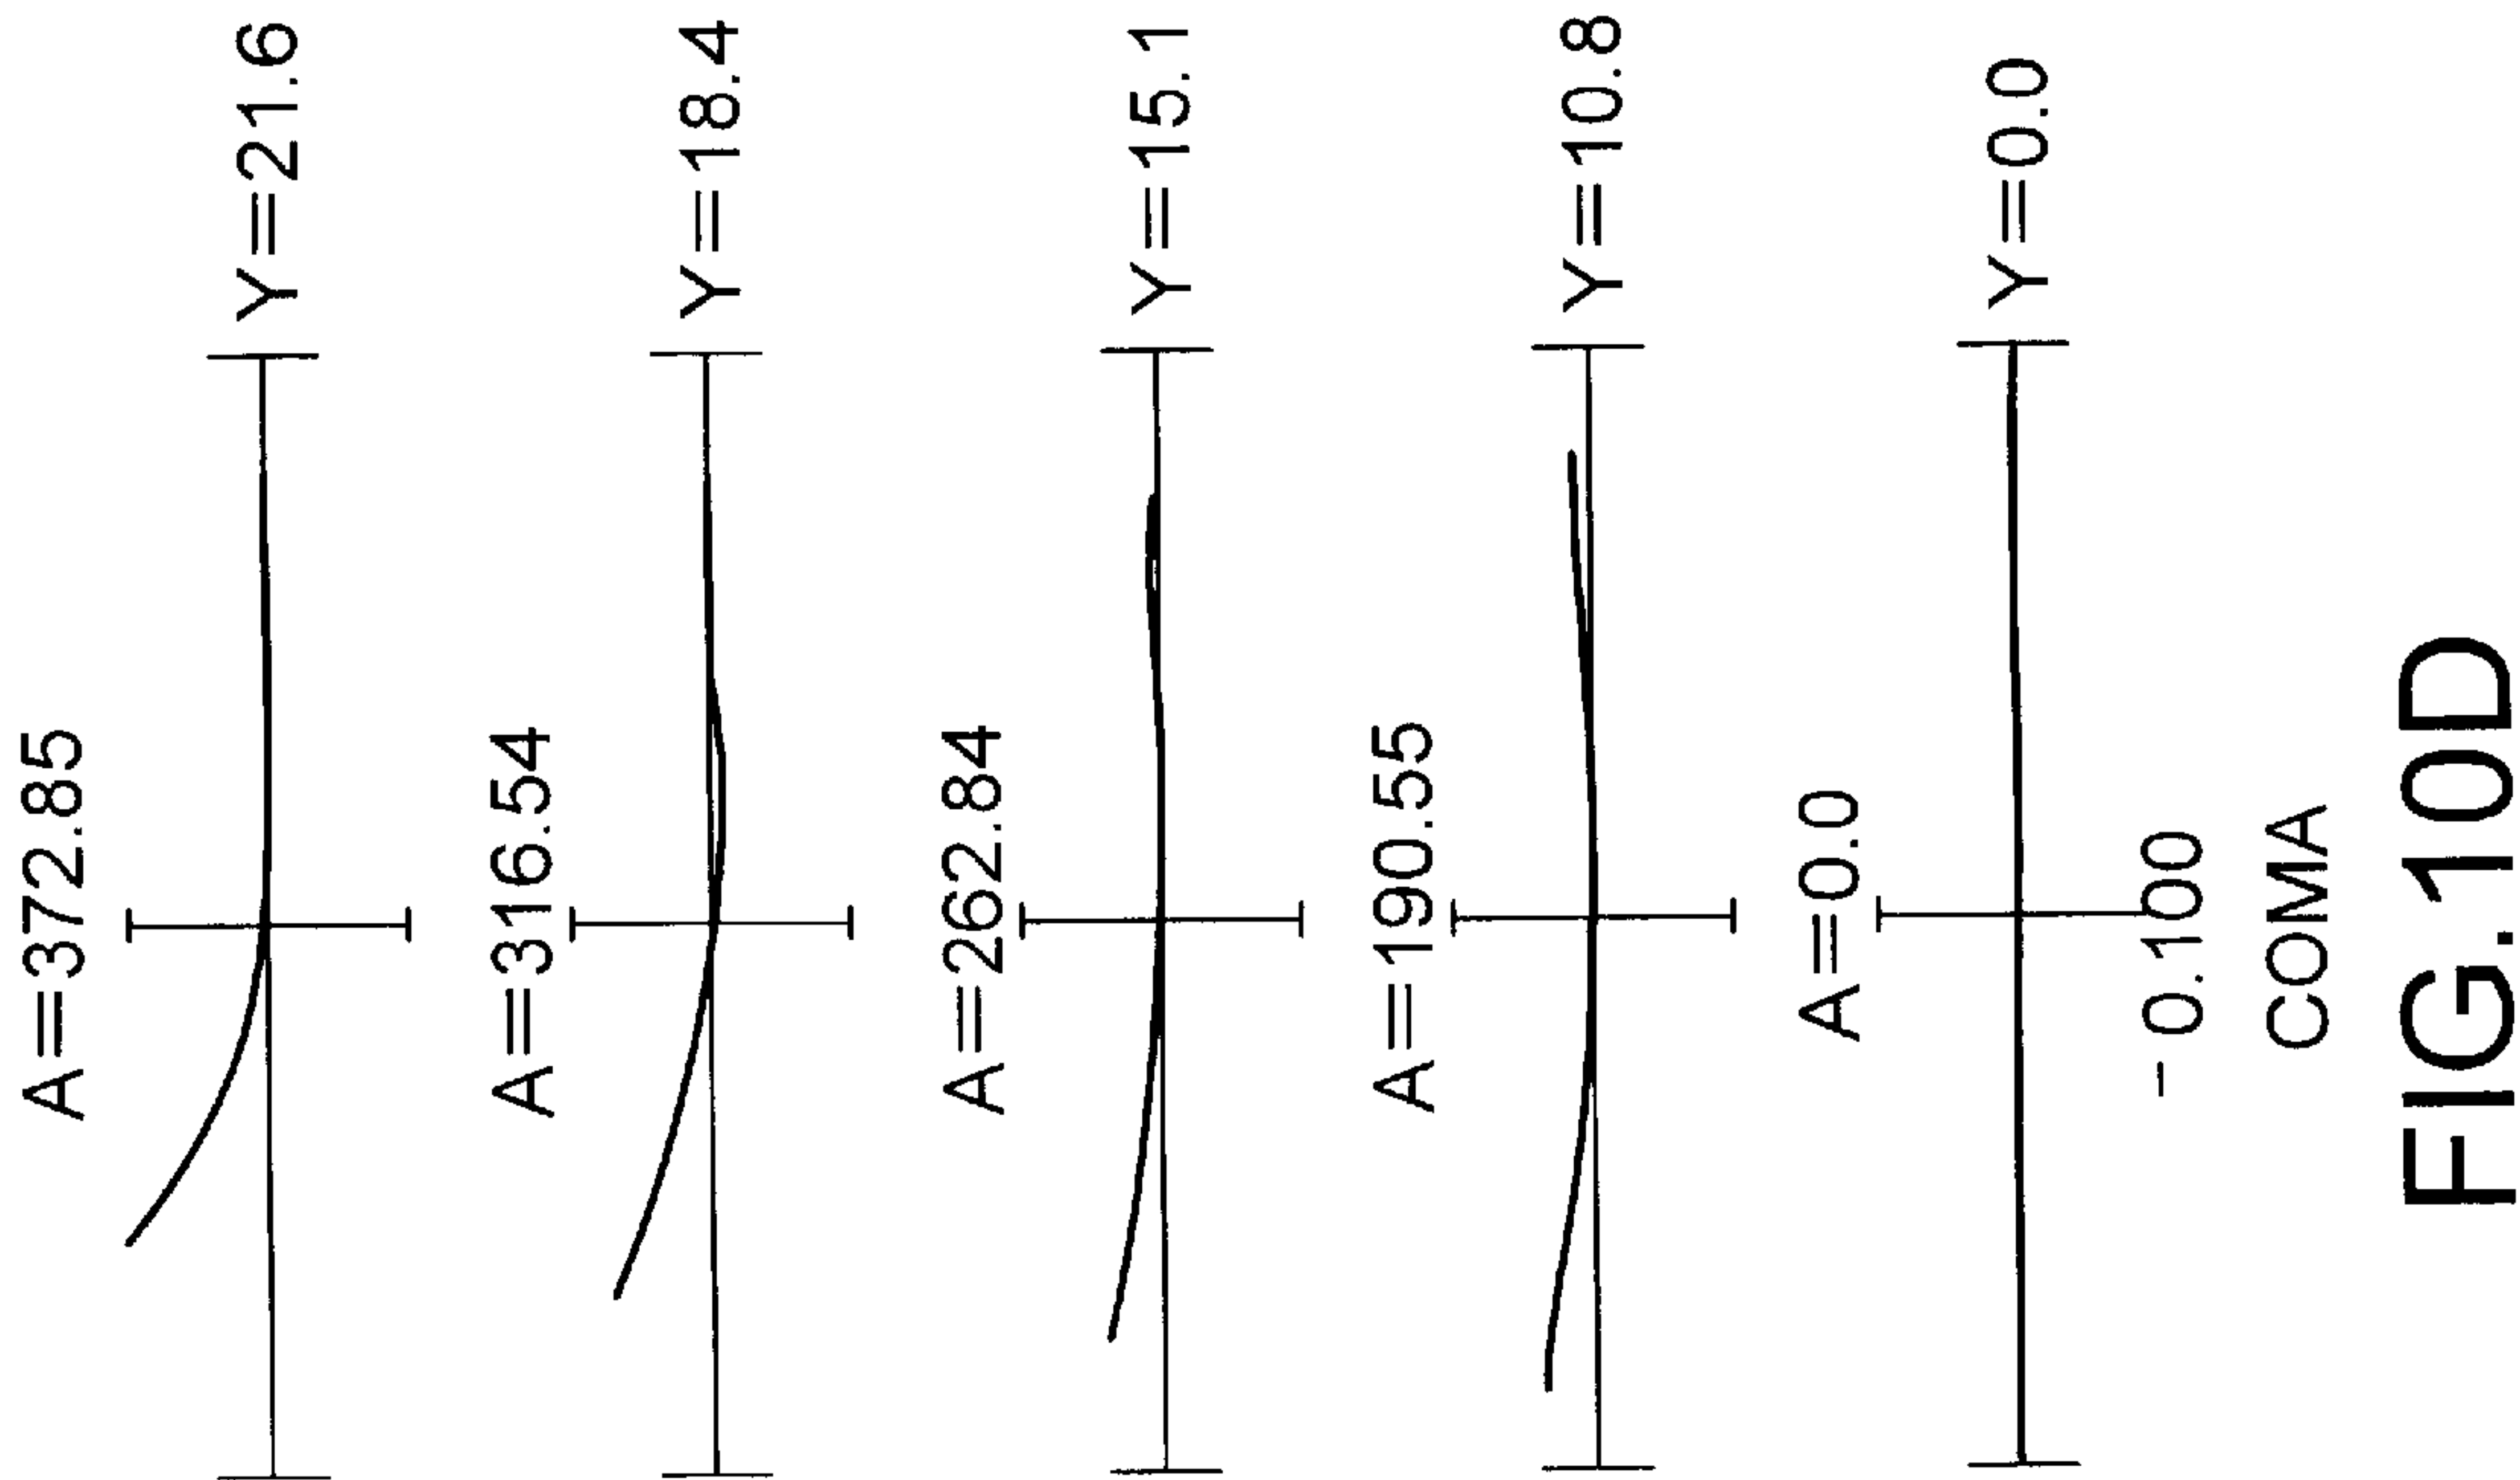 A=372.85
Y=21.6
A=316.54
Y=18.4
A=262.84
Y=15.1
A=190.55
Y=10.8
A=0.0
Y=0.0
- 0.100
COMA
FIG.10D